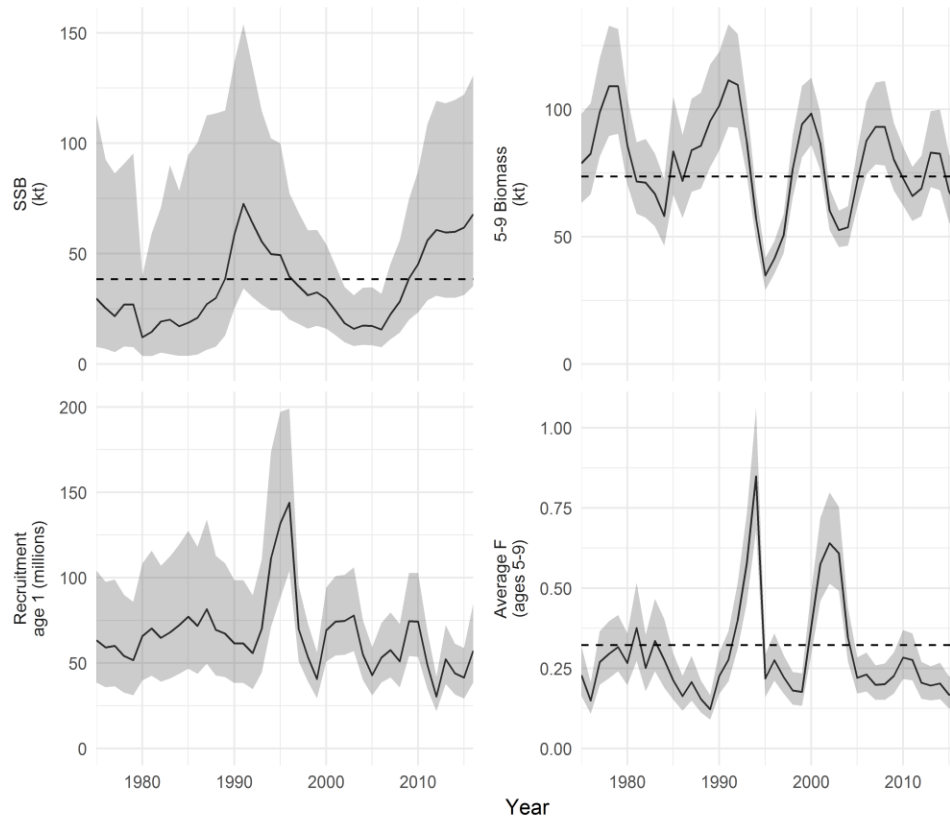 SSB
(kt)
150
100
50
0
5-9 Biomass
(kt)
100
50
0
Recruitment
age 1 (millions)
200
150
100
50
0
1980 1990 2000 2010
Average F
(ages 5-9)
1.00
0.75
0.50
0.25
0.00
1980 1990 2000 2010
Year